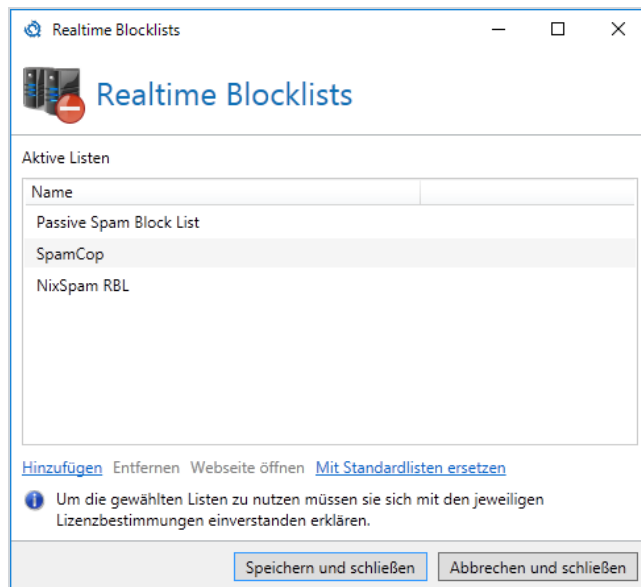 Realtime Blocklists
Realtime Blocklists
Aktive Listen
Name
Passive Spam Block List
SpamCop
NixSpam RBL
Hinzufügen Entfernen Webseite öffnen Mit Standardlisten ersetzen
Um die gewählten Listen zu nutzen müssen sie sich mit den jeweiligen
Lizenzbestimmungen einverstanden erklären.
Speichern und schließen Abbrechen und schließen